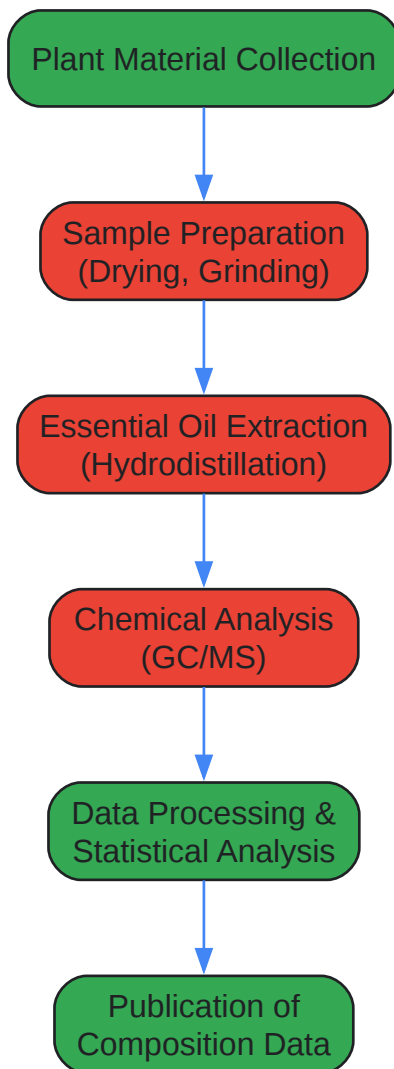 Plant Material Collection
Sample Preparation
(Drying, Grinding)
Essential Oil Extraction
(Hydrodistillation)
Chemical Analysis
(GC/MS)
Data Processing &
Statistical Analysis
Publication of
Composition Data